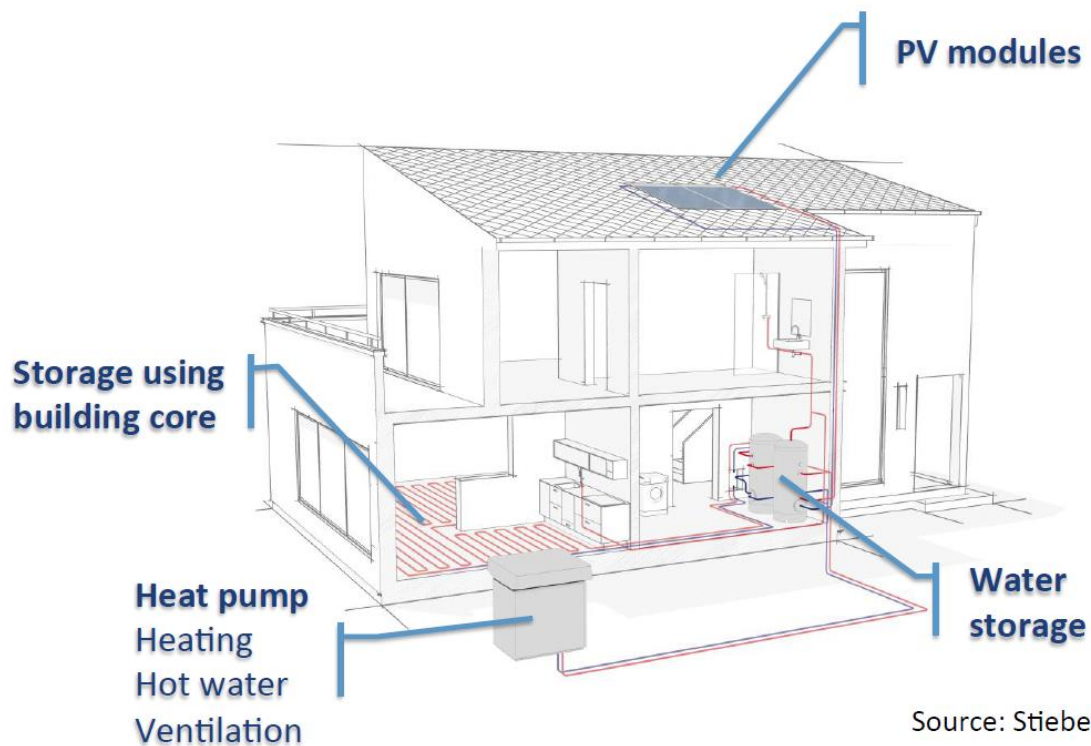 PV modules
Storage using
building core
Heat pump
Heating
Hot water
Ventilation
Water
storage
Source: Stiebe